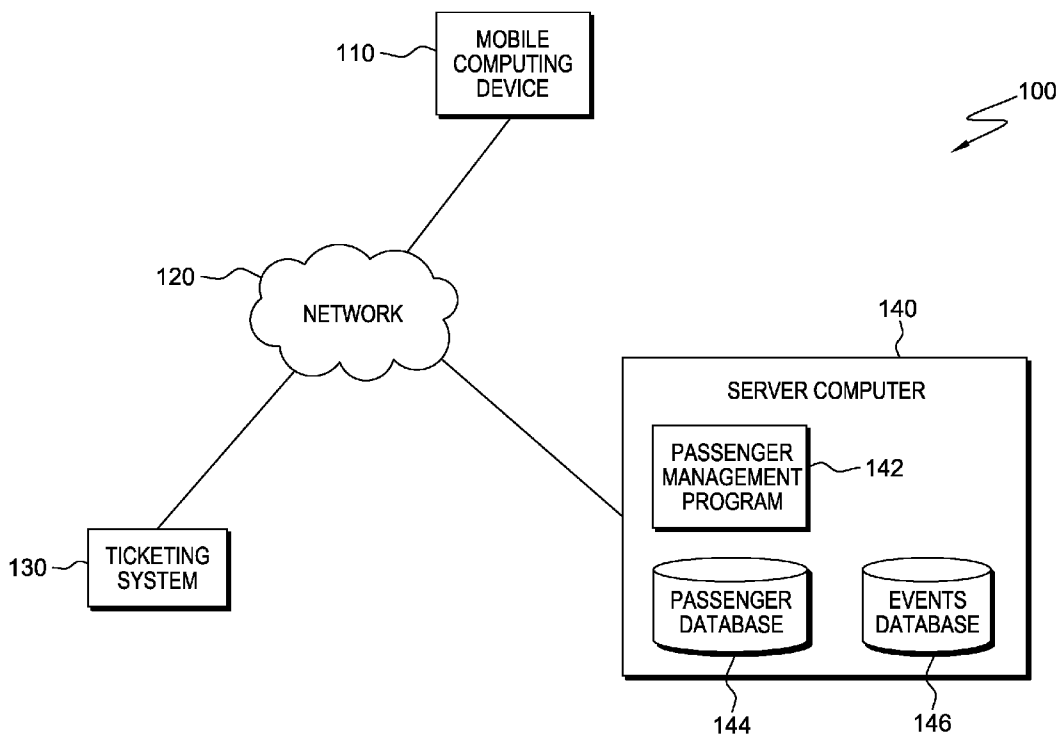 110
MOBILE
COMPUTING
DEVICE
100
120
NETWORK
140
SERVER COMPUTER
PASSENGER
MANAGEMENT
PROGRAM
142
130
TICKETING
SYSTEM
PASSENGER
DATABASE
EVENTS
DATABASE
144
146